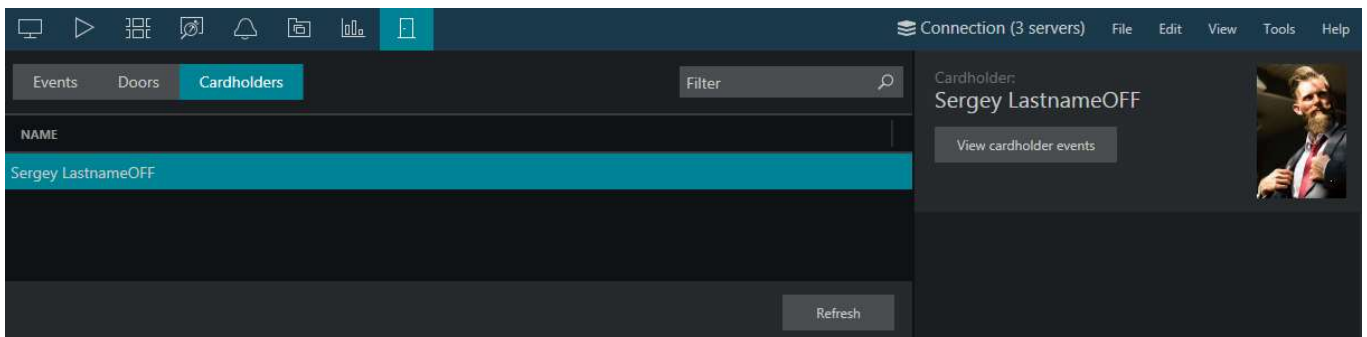 Connection (3 servers) File Edit View Tools Help
Events Doors Cardholders Filter
NAME
Sergey LastnameOFF
Refresh
Cardholder:
Sergey LastnameOFF
View cardholder events